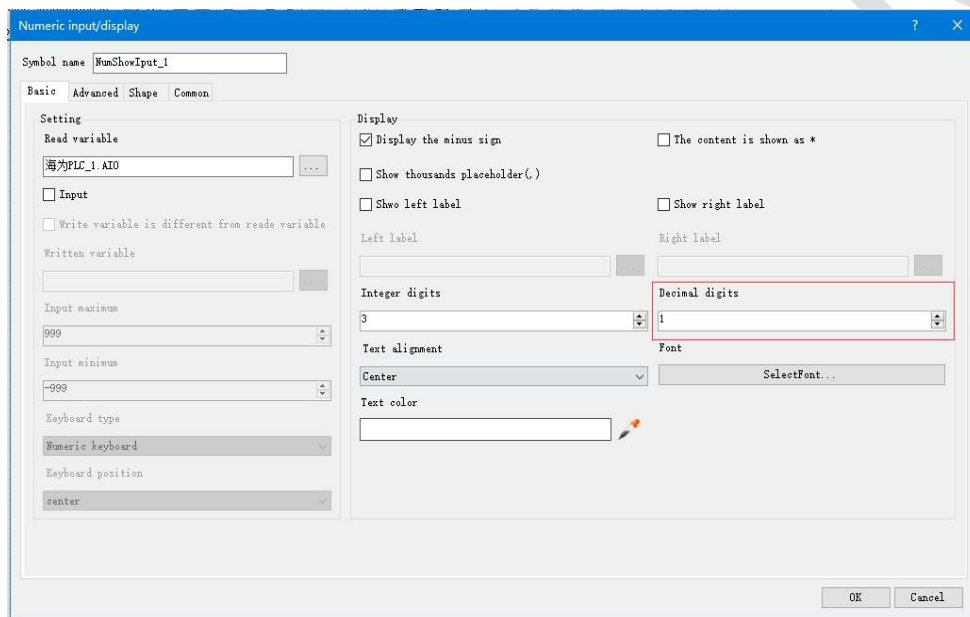 Numeric input/display ? ×
Symbol name NumShowIput_1
Basic Advanced Shape Common
Setting
Read variable
海为PLC_1.AI0 ...
Input
Write variable is different from reade variable
Written variable
...
Input maximum
999
Input minimum
-999
Keyboard type
Numeric keyboard
Keyboard position
center
Display
Display the minus sign
The content is shown as *
Show thousands placeholder(,)
Shwo left label
Show right label
Left label
Right label
...
...
Integer digits
Decimal digits
3
1
Text alignment
Font
Center
SelectFont...
Text color
OK
Cancel